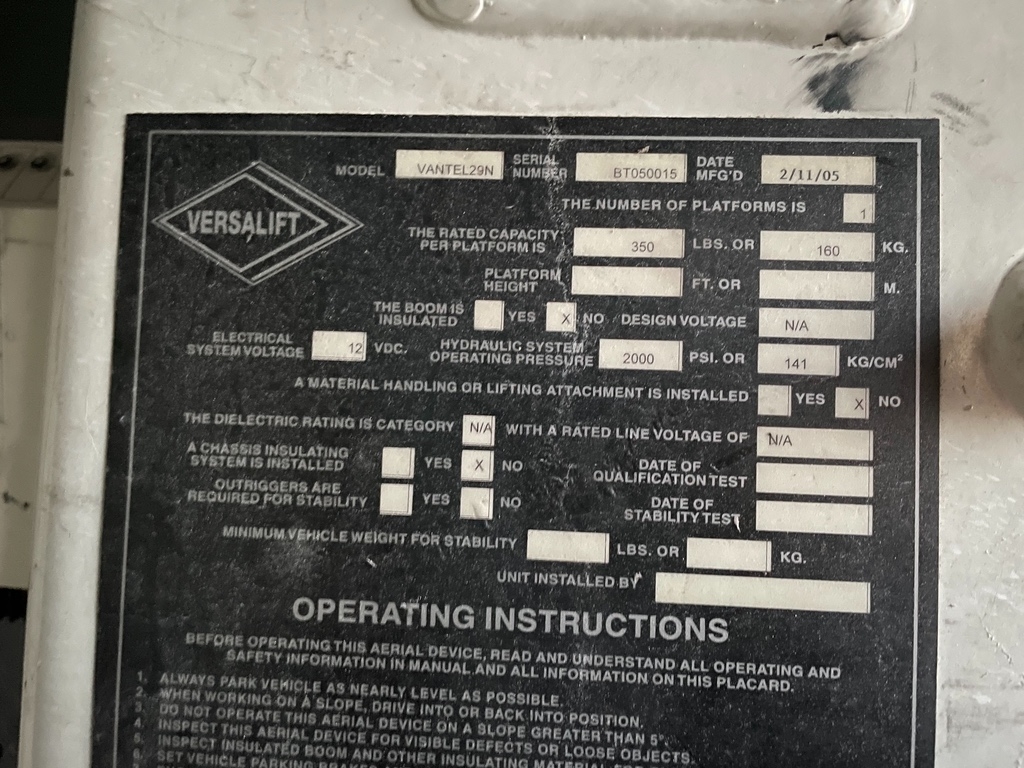 VERSALIFT
MODEL VANTEL29N SERIAL NUMBER BT050015 DATE MFG'D 2/11/05
THE NUMBER OF PLATFORMS IS 1
THE RATED CAPACITY PER PLATFORM IS 350 LBS. OR 160 KG.
PLATFORM HEIGHT FT. OR M.
THE BOOM IS INSULATED YES X NO DESIGN VOLTAGE N/A
ELECTRICAL SYSTEM VOLTAGE 12 VDC. HYDRAULIC SYSTEM OPERATING PRESSURE 2000 PSI. OR 141 KG/CM²
A MATERIAL HANDLING OR LIFTING ATTACHMENT IS INSTALLED YES X NO
THE DIELECTRIC RATING IS CATEGORY N/A WITH A RATED LINE VOLTAGE OF N/A
A CHASSIS INSULATING SYSTEM IS INSTALLED YES X NO DATE OF QUALIFICATION TEST
OUTRIGGERS ARE REQUIRED FOR STABILITY YES NO DATE OF STABILITY TEST
MINIMUM VEHICLE WEIGHT FOR STABILITY LBS. OR KG.
UNIT INSTALLED BY
OPERATING INSTRUCTIONS
BEFORE OPERATING THIS AERIAL DEVICE, READ AND UNDERSTAND ALL OPERATING AND
SAFETY INFORMATION IN MANUAL AND ALL INFORMATION ON THIS PLACARD.
1. ALWAYS PARK VEHICLE AS NEARLY LEVEL AS POSSIBLE.
2. WHEN WORKING ON A SLOPE, DRIVE INTO OR BACK INTO POSITION.
3. DO NOT OPERATE THIS AERIAL DEVICE ON A SLOPE GREATER THAN 5°.
4. INSPECT THIS AERIAL DEVICE FOR VISIBLE DEFECTS OR LOOSE OBJECTS.
5. INSPECT INSULATED BOOM AND OTHER INSULATING MATERIAL
6. SET VEHICLE PARKING